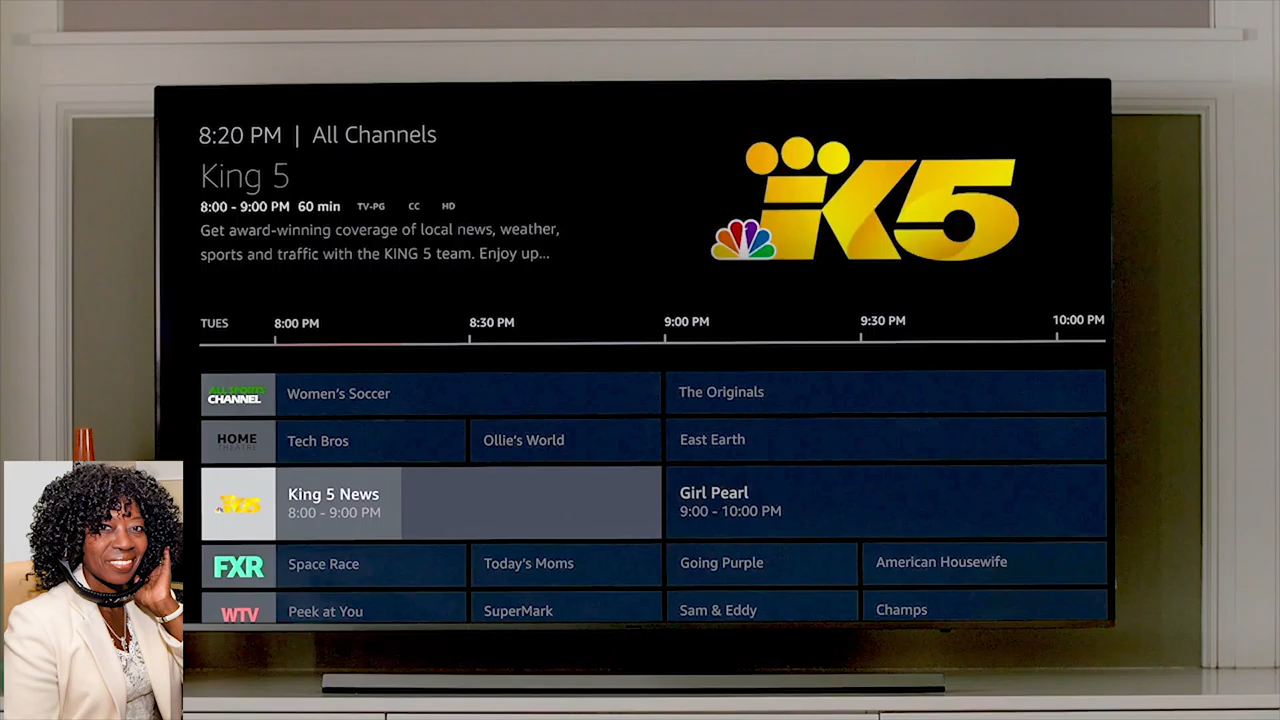 8:20 PM | All Channels
King 5
8:00 - 9:00 PM 60 min TV-PG CC HD
Get award-winning coverage of local news, weather,
sports and traffic with the KING 5 team. Enjoy up...
K5
TUES 8:00 PM 8:30 PM 9:00 PM 9:30 PM 10:00 PM
ALL SPORTS CHANNEL Women's Soccer The Originals
HOME THEATRE Tech Bros Ollie's World East Earth
K5 King 5 News Girl Pearl
8:00 - 9:00 PM 9:00 - 10:00 PM
FXR Space Race Today's Moms Going Purple American Housewife
WTV Peek at You SuperMark Sam & Eddy Champs